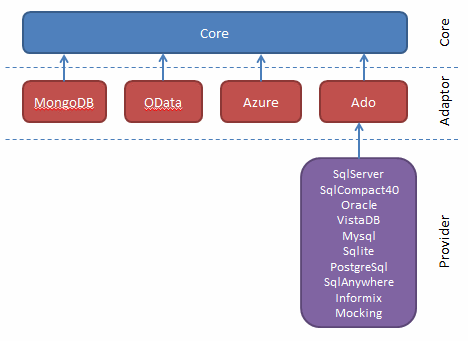 Core
Core
MongoDB
OData
Azure
Ado
Adaptor
SqlServer
SqlCompact40
Oracle
VistaDB
Mysql
Sqlite
PostgreSql
SqlAnywhere
Informix
Mocking
Provider